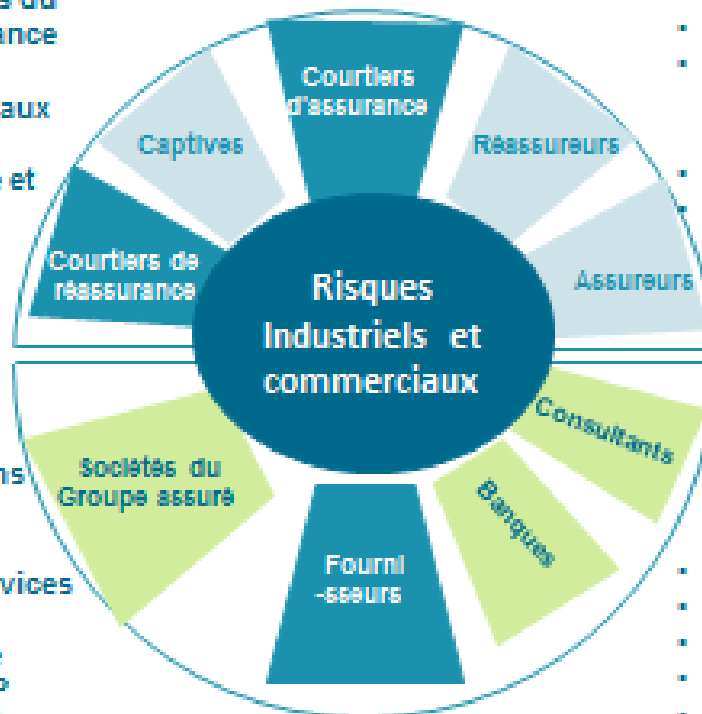 Courtiers
d'assurance
Captives
Réassureurs
Courtiers de
réassurance
Assureurs
Risques
Industriels et
commerciaux
Consultants
Sociétés du
Groupe assuré
Banques
Fourni
-sseurs
ance
aux
et
ns
vices